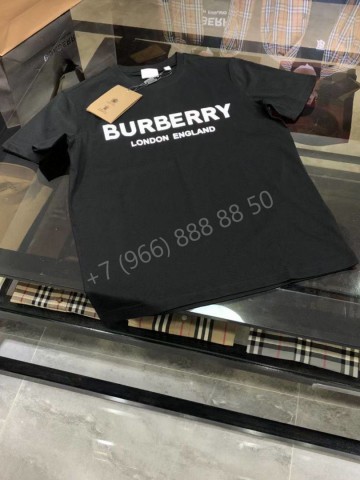 BURBERRY
LONDON ENGLAND
+7 (966) 888 88 50